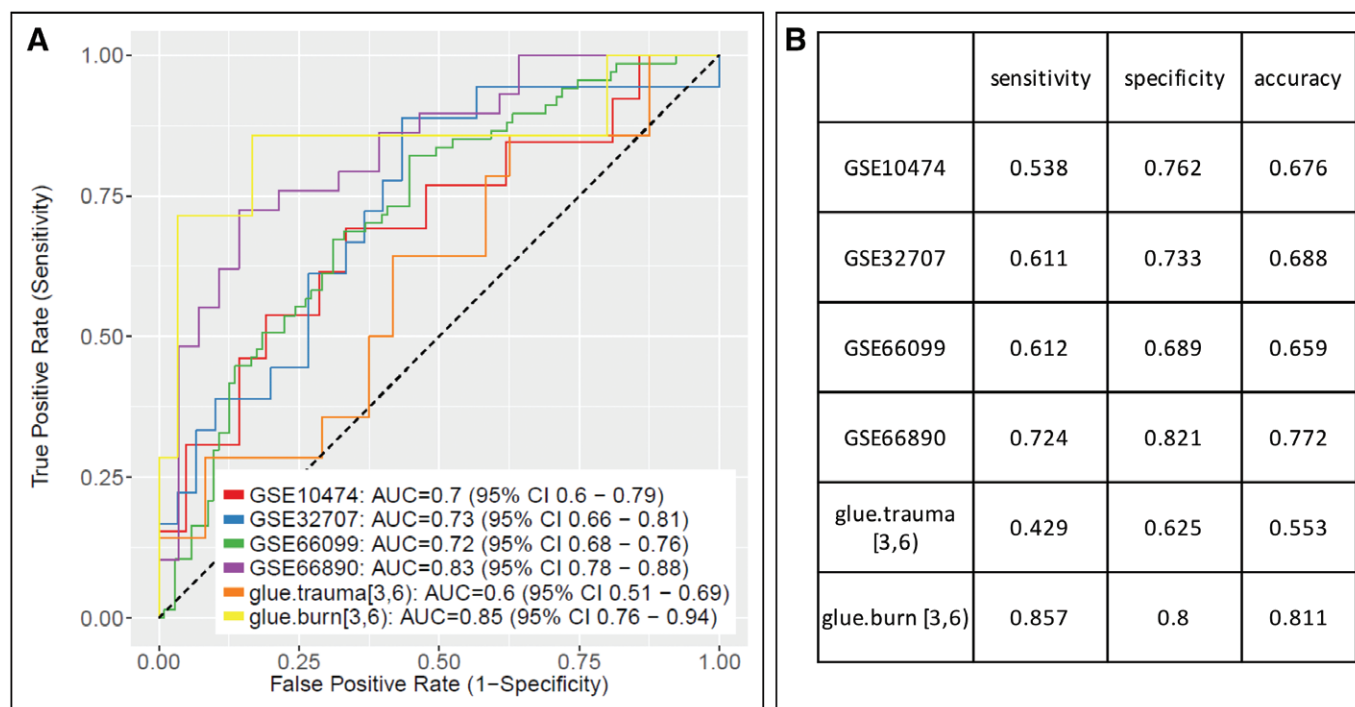 A
True Positive Rate (Sensitivity)
1.00
0.75
0.50
0.25
0.00
GSE10474: AUC=0.7 (95% CI 0.6 − 0.79)
GSE32707: AUC=0.73 (95% CI 0.66 − 0.81)
GSE66099: AUC=0.72 (95% CI 0.68 − 0.76)
GSE66890: AUC=0.83 (95% CI 0.78 − 0.88)
glue.trauma[3,6): AUC=0.6 (95% CI 0.51 − 0.69)
glue.burn[3,6): AUC=0.85 (95% CI 0.76 − 0.94)
0.00 0.25 0.50 0.75 1.00
False Positive Rate (1−Specificity)
B
sensitivity specificity accuracy
GSE10474 0.538 0.762 0.676
GSE32707 0.611 0.733 0.688
GSE66099 0.612 0.689 0.659
GSE66890 0.724 0.821 0.772
glue.trauma
[3,6) 0.429 0.625 0.553
glue.burn [3,6) 0.857 0.8 0.811